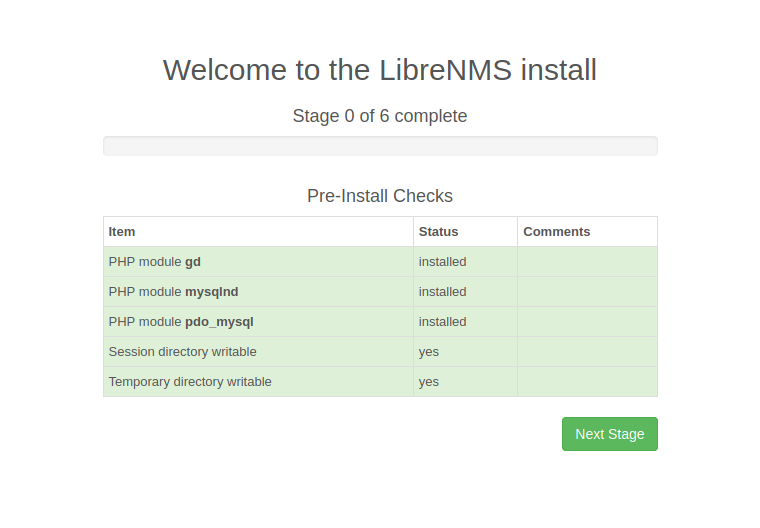 Welcome to the LibreNMS install
Stage 0 of 6 complete
Pre-Install Checks
Item Status Comments
PHP module gd installed
PHP module mysqlnd installed
PHP module pdo_mysql installed
Session directory writable yes
Temporary directory writable yes
Next Stage